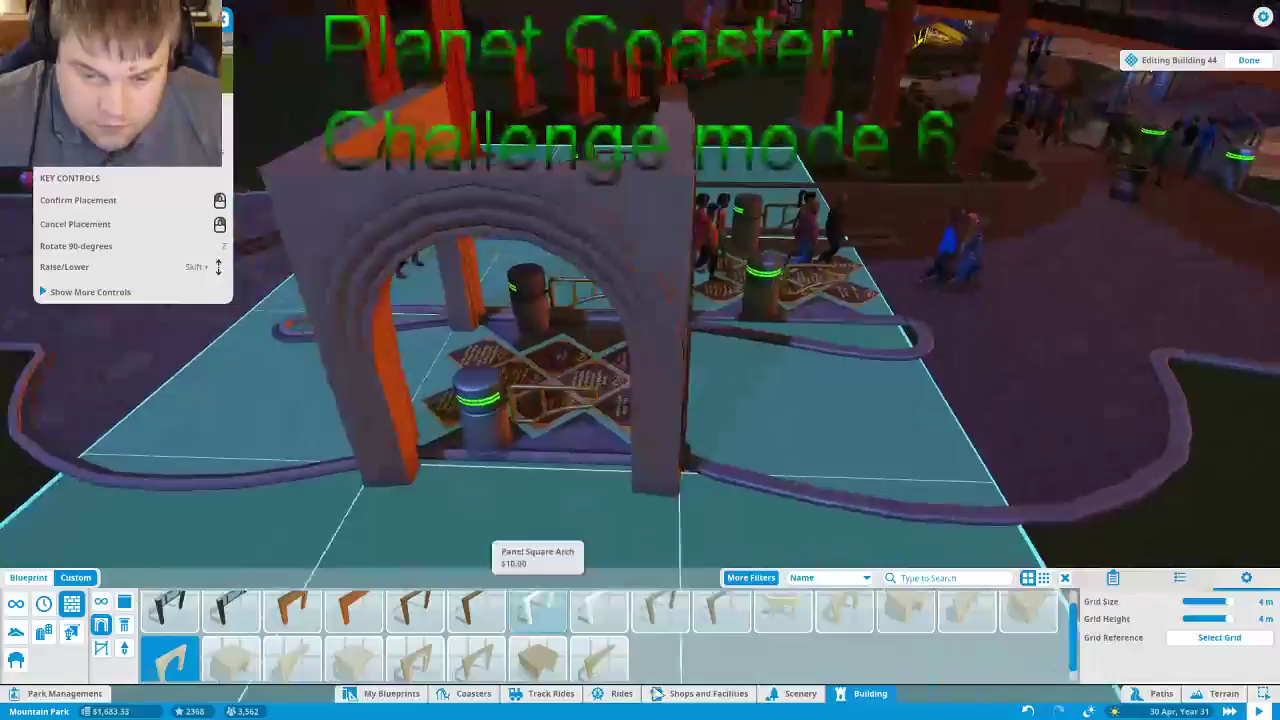 Planet Coaster:
Challenge mode 6
3
Editing Building 44
Done
KEY CONTROLS
Confirm Placement
Cancel Placement
Rotate 90-degrees Z
Raise/Lower Shift +
Show More Controls
Panel Square Arch
$10.00
Blueprint Custom
More Filters Name Type to Search
Grid Size 4 m
Grid Height 4 m
Grid Reference Select Grid
Park Management My Blueprints Coasters Track Rides Rides Shops and Facilities Scenery Building Paths Terrain
Mountain Park $1,683.33 2368 3,562 30 Apr, Year 31